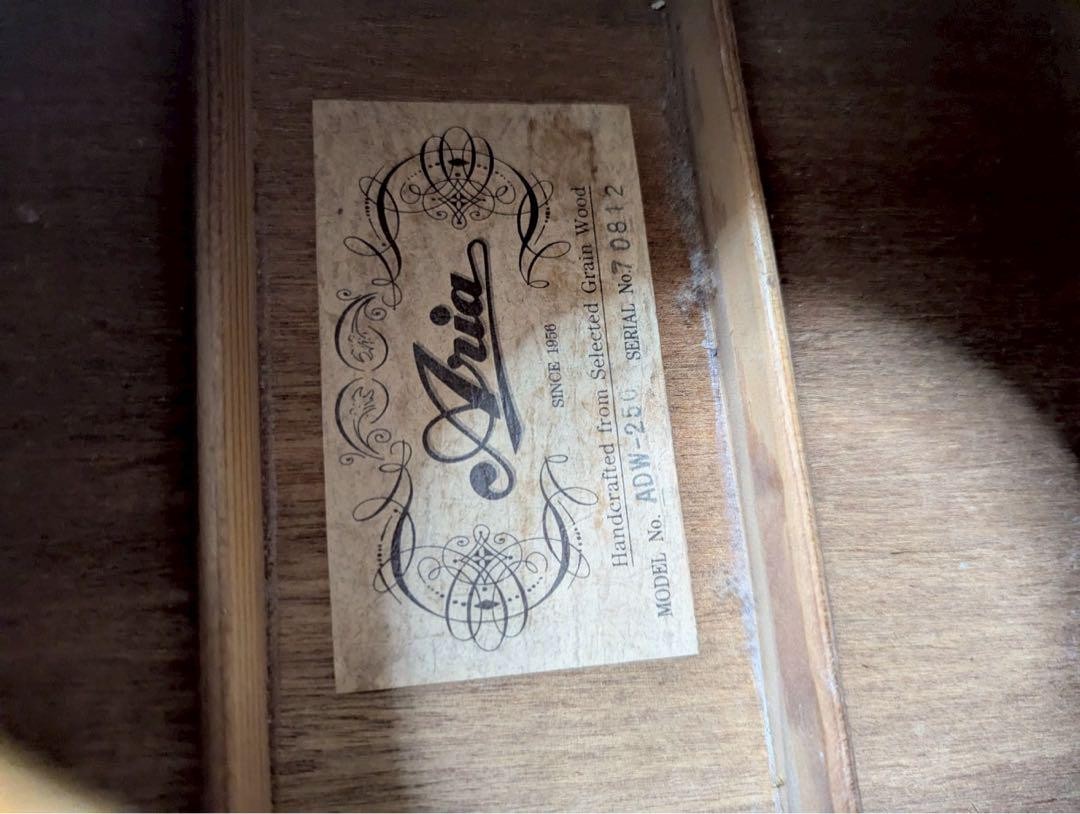 Aria
SINCE 1956
Handcrafted from Selected Grain Wood
MODEL No. ADW-250 SERIAL No. 70812